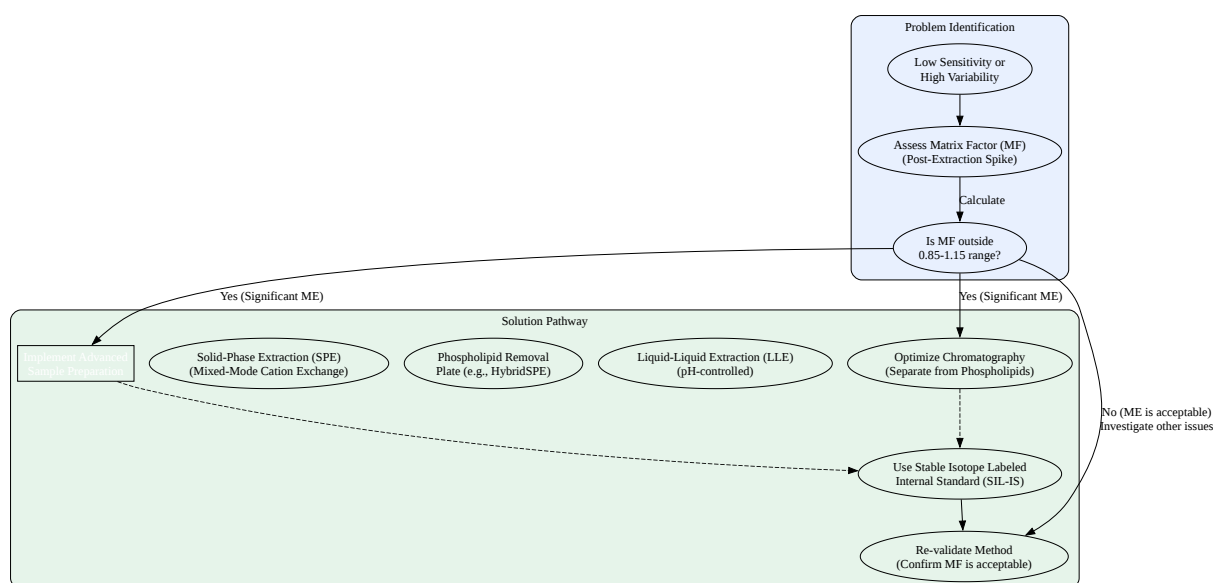 Problem Identification
Low Sensitivity or
High Variability
Assess Matrix Factor (MF)
(Post-Extraction Spike)
Calculate
Is MF outside
0.85-1.15 range?
Yes (Significant ME)
Yes (Significant ME)
Solution Pathway
Implement Advanced
Sample Preparation
Solid-Phase Extraction (SPE)
(Mixed-Mode Cation Exchange)
Phospholipid Removal
Plate (e.g., HybridSPE)
Liquid-Liquid Extraction (LLE)
(pH-controlled)
Optimize Chromatography
(Separate from Phospholipids)
No (ME is acceptable)
Investigate other issues
Use Stable Isotope Labeled
Internal Standard (SIL-IS)
Re-validate Method
(Confirm MF is acceptable)